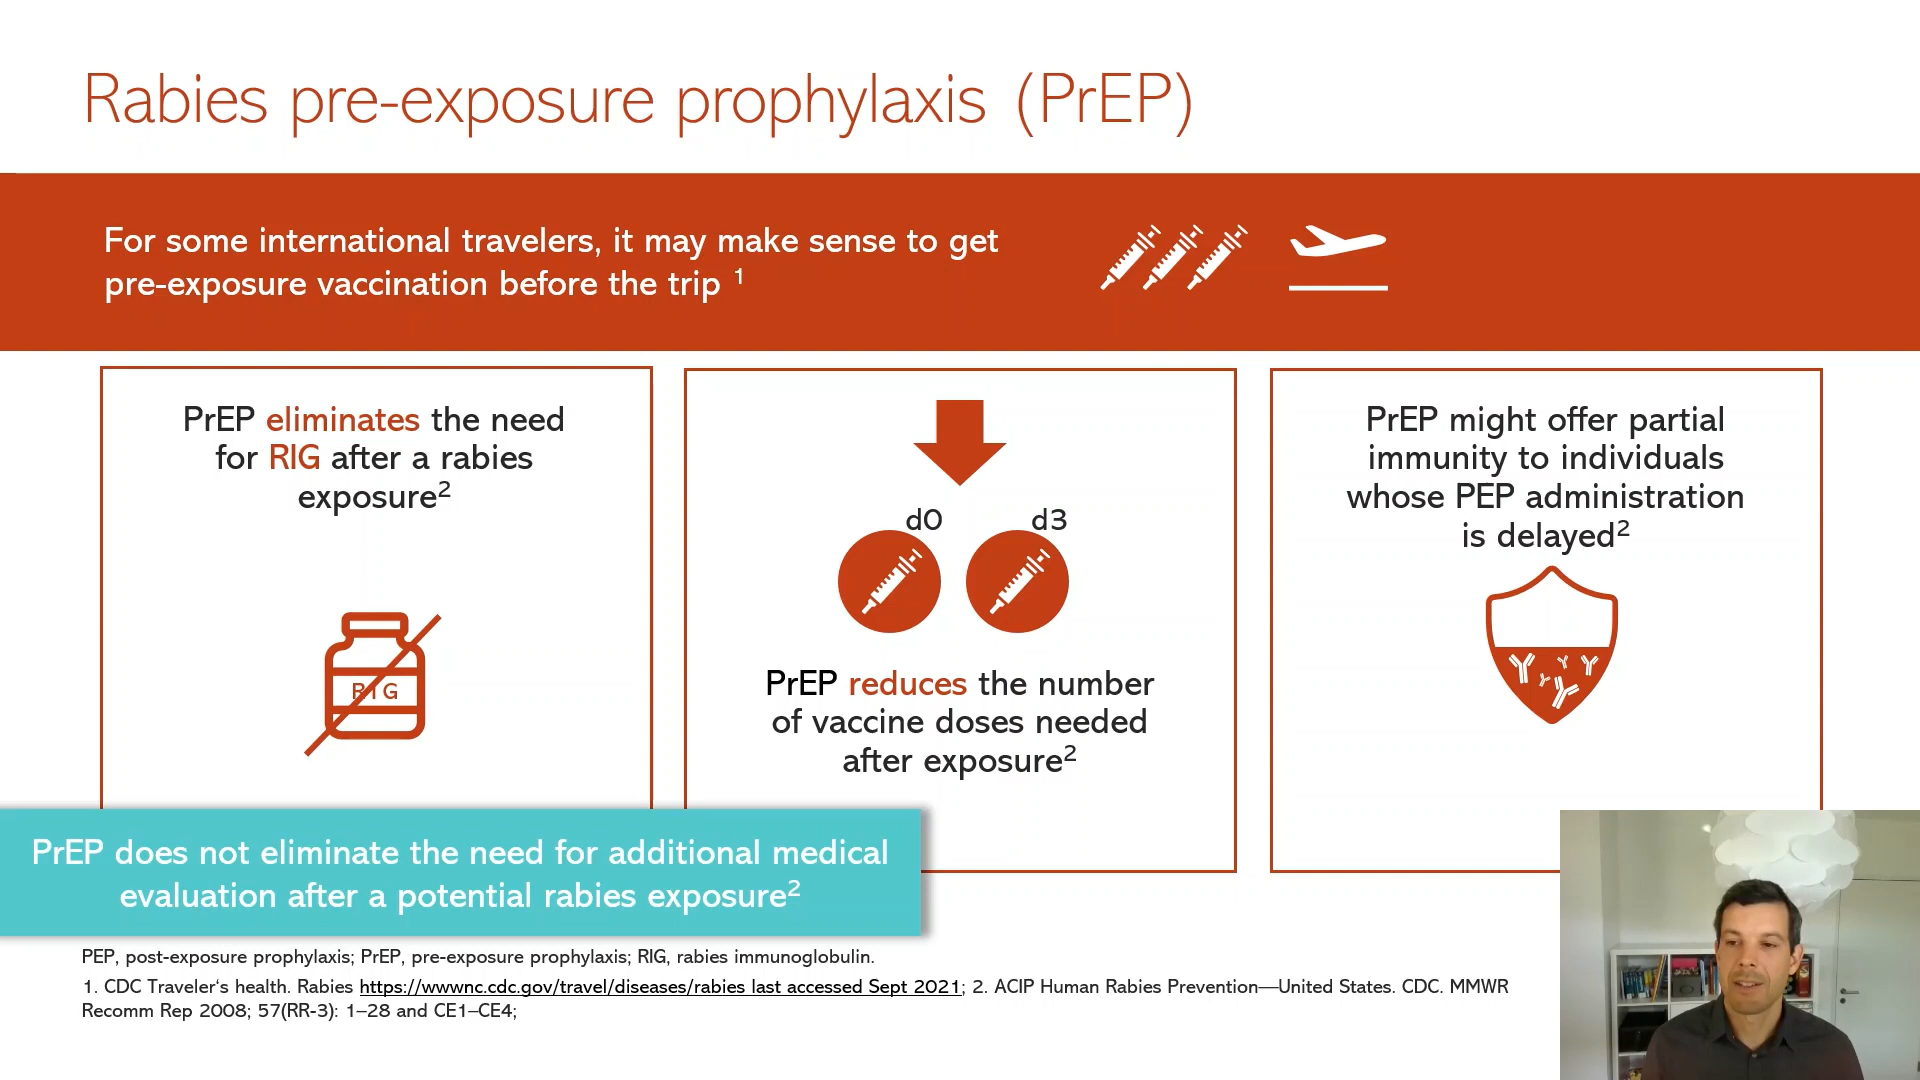 Rabies pre-exposure prophylaxis (PrEP)
For some international travelers, it may make sense to get
pre-exposure vaccination before the trip ¹
PrEP eliminates the need
for RIG after a rabies
exposure²
RIG
d0 d3
PrEP reduces the number
of vaccine doses needed
after exposure²
PrEP might offer partial
immunity to individuals
whose PEP administration
is delayed²
PrEP does not eliminate the need for additional medical
evaluation after a potential rabies exposure²
PEP, post-exposure prophylaxis; PrEP, pre-exposure prophylaxis; RIG, rabies immunoglobulin.
1. CDC Traveler‘s health. Rabies https://wwwnc.cdc.gov/travel/diseases/rabies last accessed Sept 2021; 2. ACIP Human Rabies Prevention—United States. CDC. MMWR
Recomm Rep 2008; 57(RR-3): 1–28 and CE1–CE4;